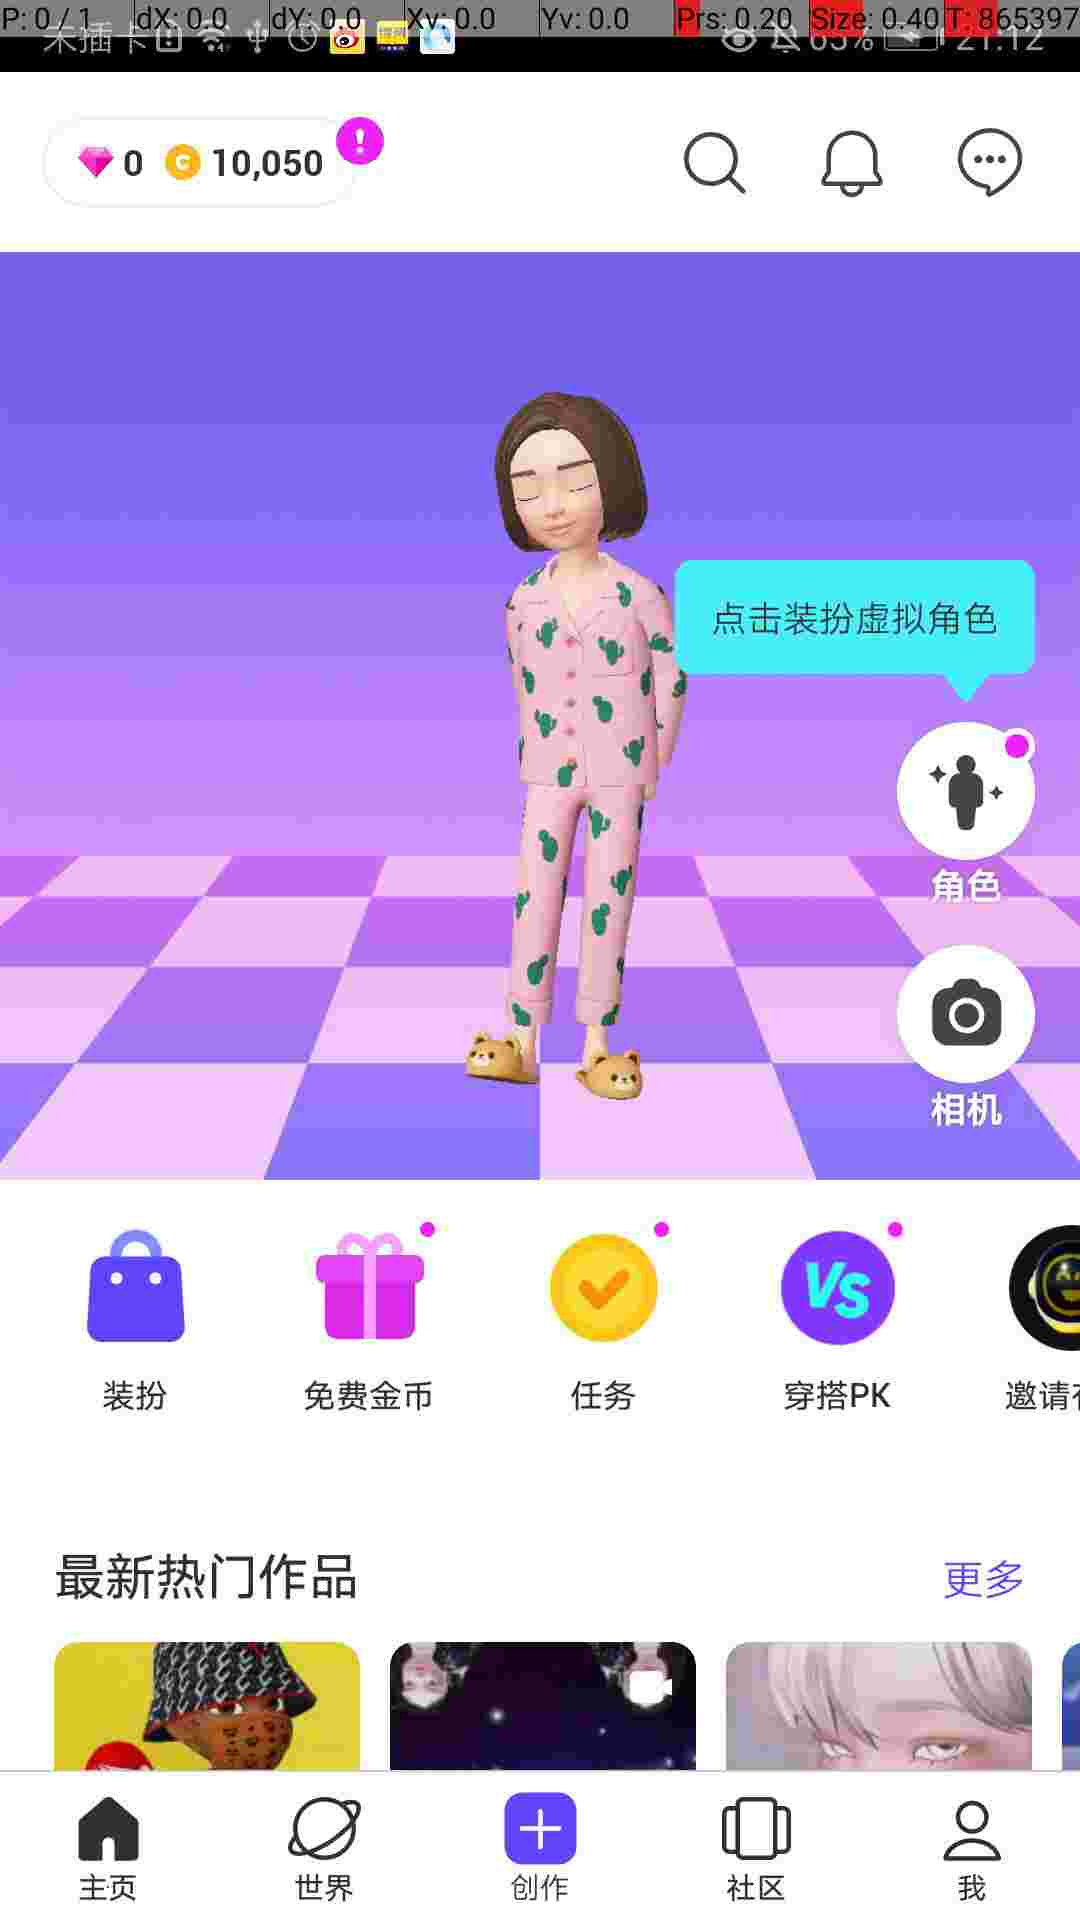 P: 0 / 1 dX: 0.0 dY: 0.0 Xv: 0.0 Yv: 0.0 Prs: 0.20 Size: 0.40 T: 865397
未插卡 63% 21:12
0 10,050
点击装扮虚拟角色
角色
相机
装扮 免费金币 任务 穿搭PK 邀请
最新热门作品 更多
主页 世界 创作 社区 我